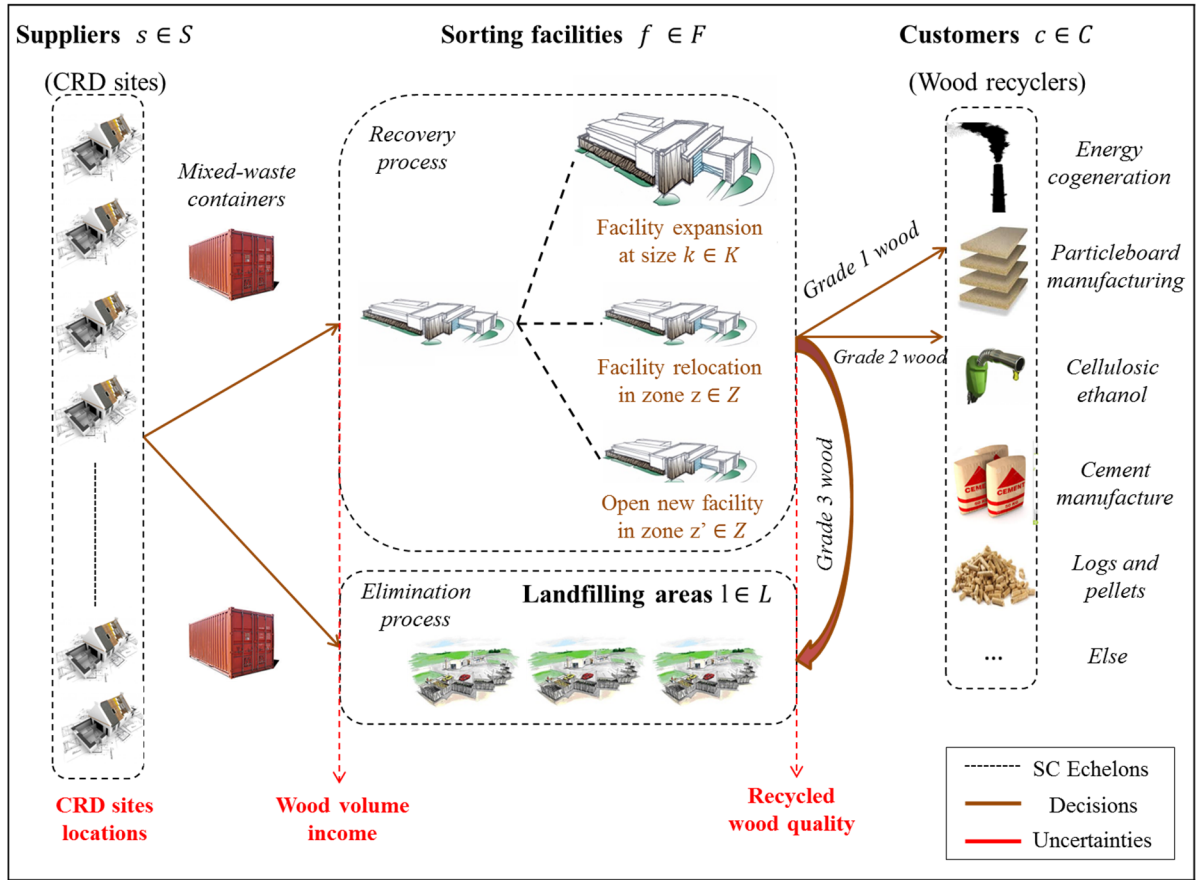 Suppliers s ∈ S
(CRD sites)
Mixed-waste
containers
CRD sites
locations
Sorting facilities f ∈ F
Recovery
process
Facility expansion
at size k ∈ K
Facility relocation
in zone z ∈ Z
Open new facility
in zone z’ ∈ Z
Elimination
process
Landfilling areas l ∈ L
Wood volume
income
Recycled
wood quality
Grade 1 wood
Grade 2 wood
Grade 3 wood
Customers c ∈ C
(Wood recyclers)
Energy
cogeneration
Particleboard
manufacturing
Cellulosic
ethanol
CEMENT
CEMENT
Cement
manufacture
Logs and
pellets
...
Else
SC Echelons
Decisions
Uncertainties